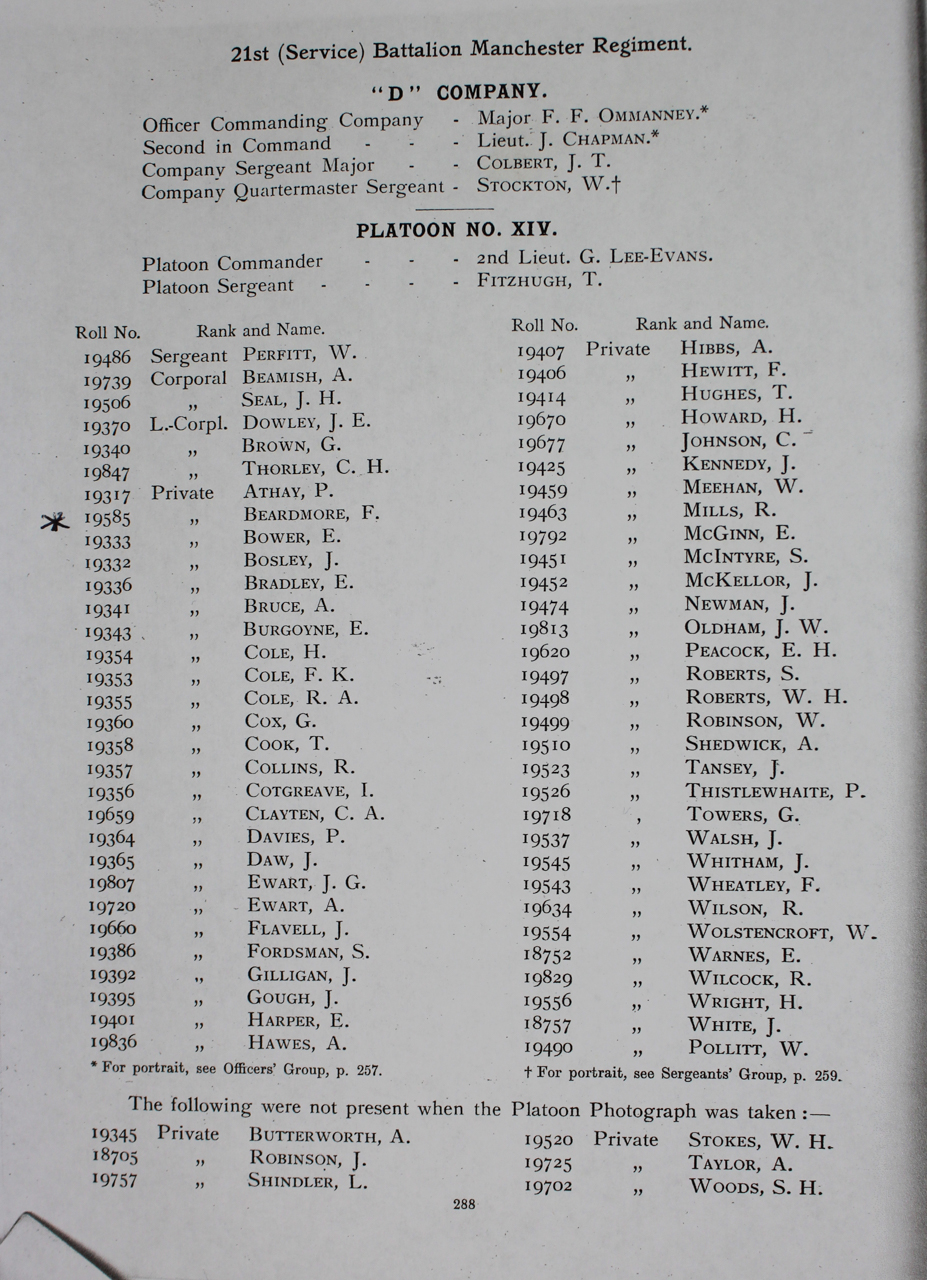 21st (Service) Battalion Manchester Regiment.
"D" COMPANY.
Officer Commanding Company - Major F. F. OMMANNEY.*
Second in Command - - - Lieut. J. CHAPMAN.*
Company Sergeant Major - - COLBERT, J. T.
Company Quartermaster Sergeant - STOCKTON, W.†
PLATOON NO. XIV.
Platoon Commander - - - 2nd Lieut. G. LEE-EVANS.
Platoon Sergeant - - - - FITZHUGH, T.
Roll No. Rank and Name.
19486 Sergeant PERFITT, W.
19739 Corporal BEAMISH, A.
19506 „ SEAL, J. H.
19370 L.-Corpl. DOWLEY, J. E.
19340 „ BROWN, G.
19847 „ THORLEY, C. H.
19317 Private ATHAY, P.
* 19585 „ BEARDMORE, F.
19333 „ BOWER, E.
19332 „ BOSLEY, J.
19336 „ BRADLEY, E.
19341 „ BRUCE, A.
19343 „ BURGOYNE, E.
19354 „ COLE, H.
19353 „ COLE, F. K.
19355 „ COLE, R. A.
19360 „ COX, G.
19358 „ COOK, T.
19357 „ COLLINS, R.
19356 „ COTGREAVE, I.
19659 „ CLAYTEN, C. A.
19364 „ DAVIES, P.
19365 „ DAW, J.
19807 „ EWART, J. G.
19720 „ EWART, A.
19660 „ FLAVELL, J.
19386 „ FORDSMAN, S.
19392 „ GILLIGAN, J.
19395 „ GOUGH, J.
19401 „ HARPER, E.
19836 „ HAWES, A.
Roll No. Rank and Name.
19407 Private HIBBS, A.
19406 „ HEWITT, F.
19414 „ HUGHES, T.
19670 „ HOWARD, H.
19677 „ JOHNSON, C.
19425 „ KENNEDY, J.
19459 „ MEEHAN, W.
19463 „ MILLS, R.
19792 „ MCGINN, E.
19451 „ MCINTYRE, S.
19452 „ MCKELLOR, J.
19474 „ NEWMAN, J.
19813 „ OLDHAM, J. W.
19620 „ PEACOCK, E. H.
19497 „ ROBERTS, S.
19498 „ ROBERTS, W. H.
19499 „ ROBINSON, W.
19510 „ SHEDWICK, A.
19523 „ TANSEY, J.
19526 „ THISTLEWHAITE, P.
19718 , TOWERS, G.
19537 „ WALSH, J.
19545 „ WHITHAM, J.
19543 „ WHEATLEY, F.
19634 „ WILSON, R.
19554 „ WOLSTENCROFT, W.
18752 „ WARNES, E.
19829 „ WILCOCK, R.
19556 „ WRIGHT, H.
18757 „ WHITE, J.
19490 „ POLLITT, W.
* For portrait, see Officers' Group, p. 257.
† For portrait, see Sergeants' Group, p. 259.
The following were not present when the Platoon Photograph was taken :—
19345 Private BUTTERWORTH, A.
18705 „ ROBINSON, J.
19757 „ SHINDLER, L.
19520 Private STOKES, W. H.
19725 „ TAYLOR, A.
19702 „ WOODS, S. H.
288